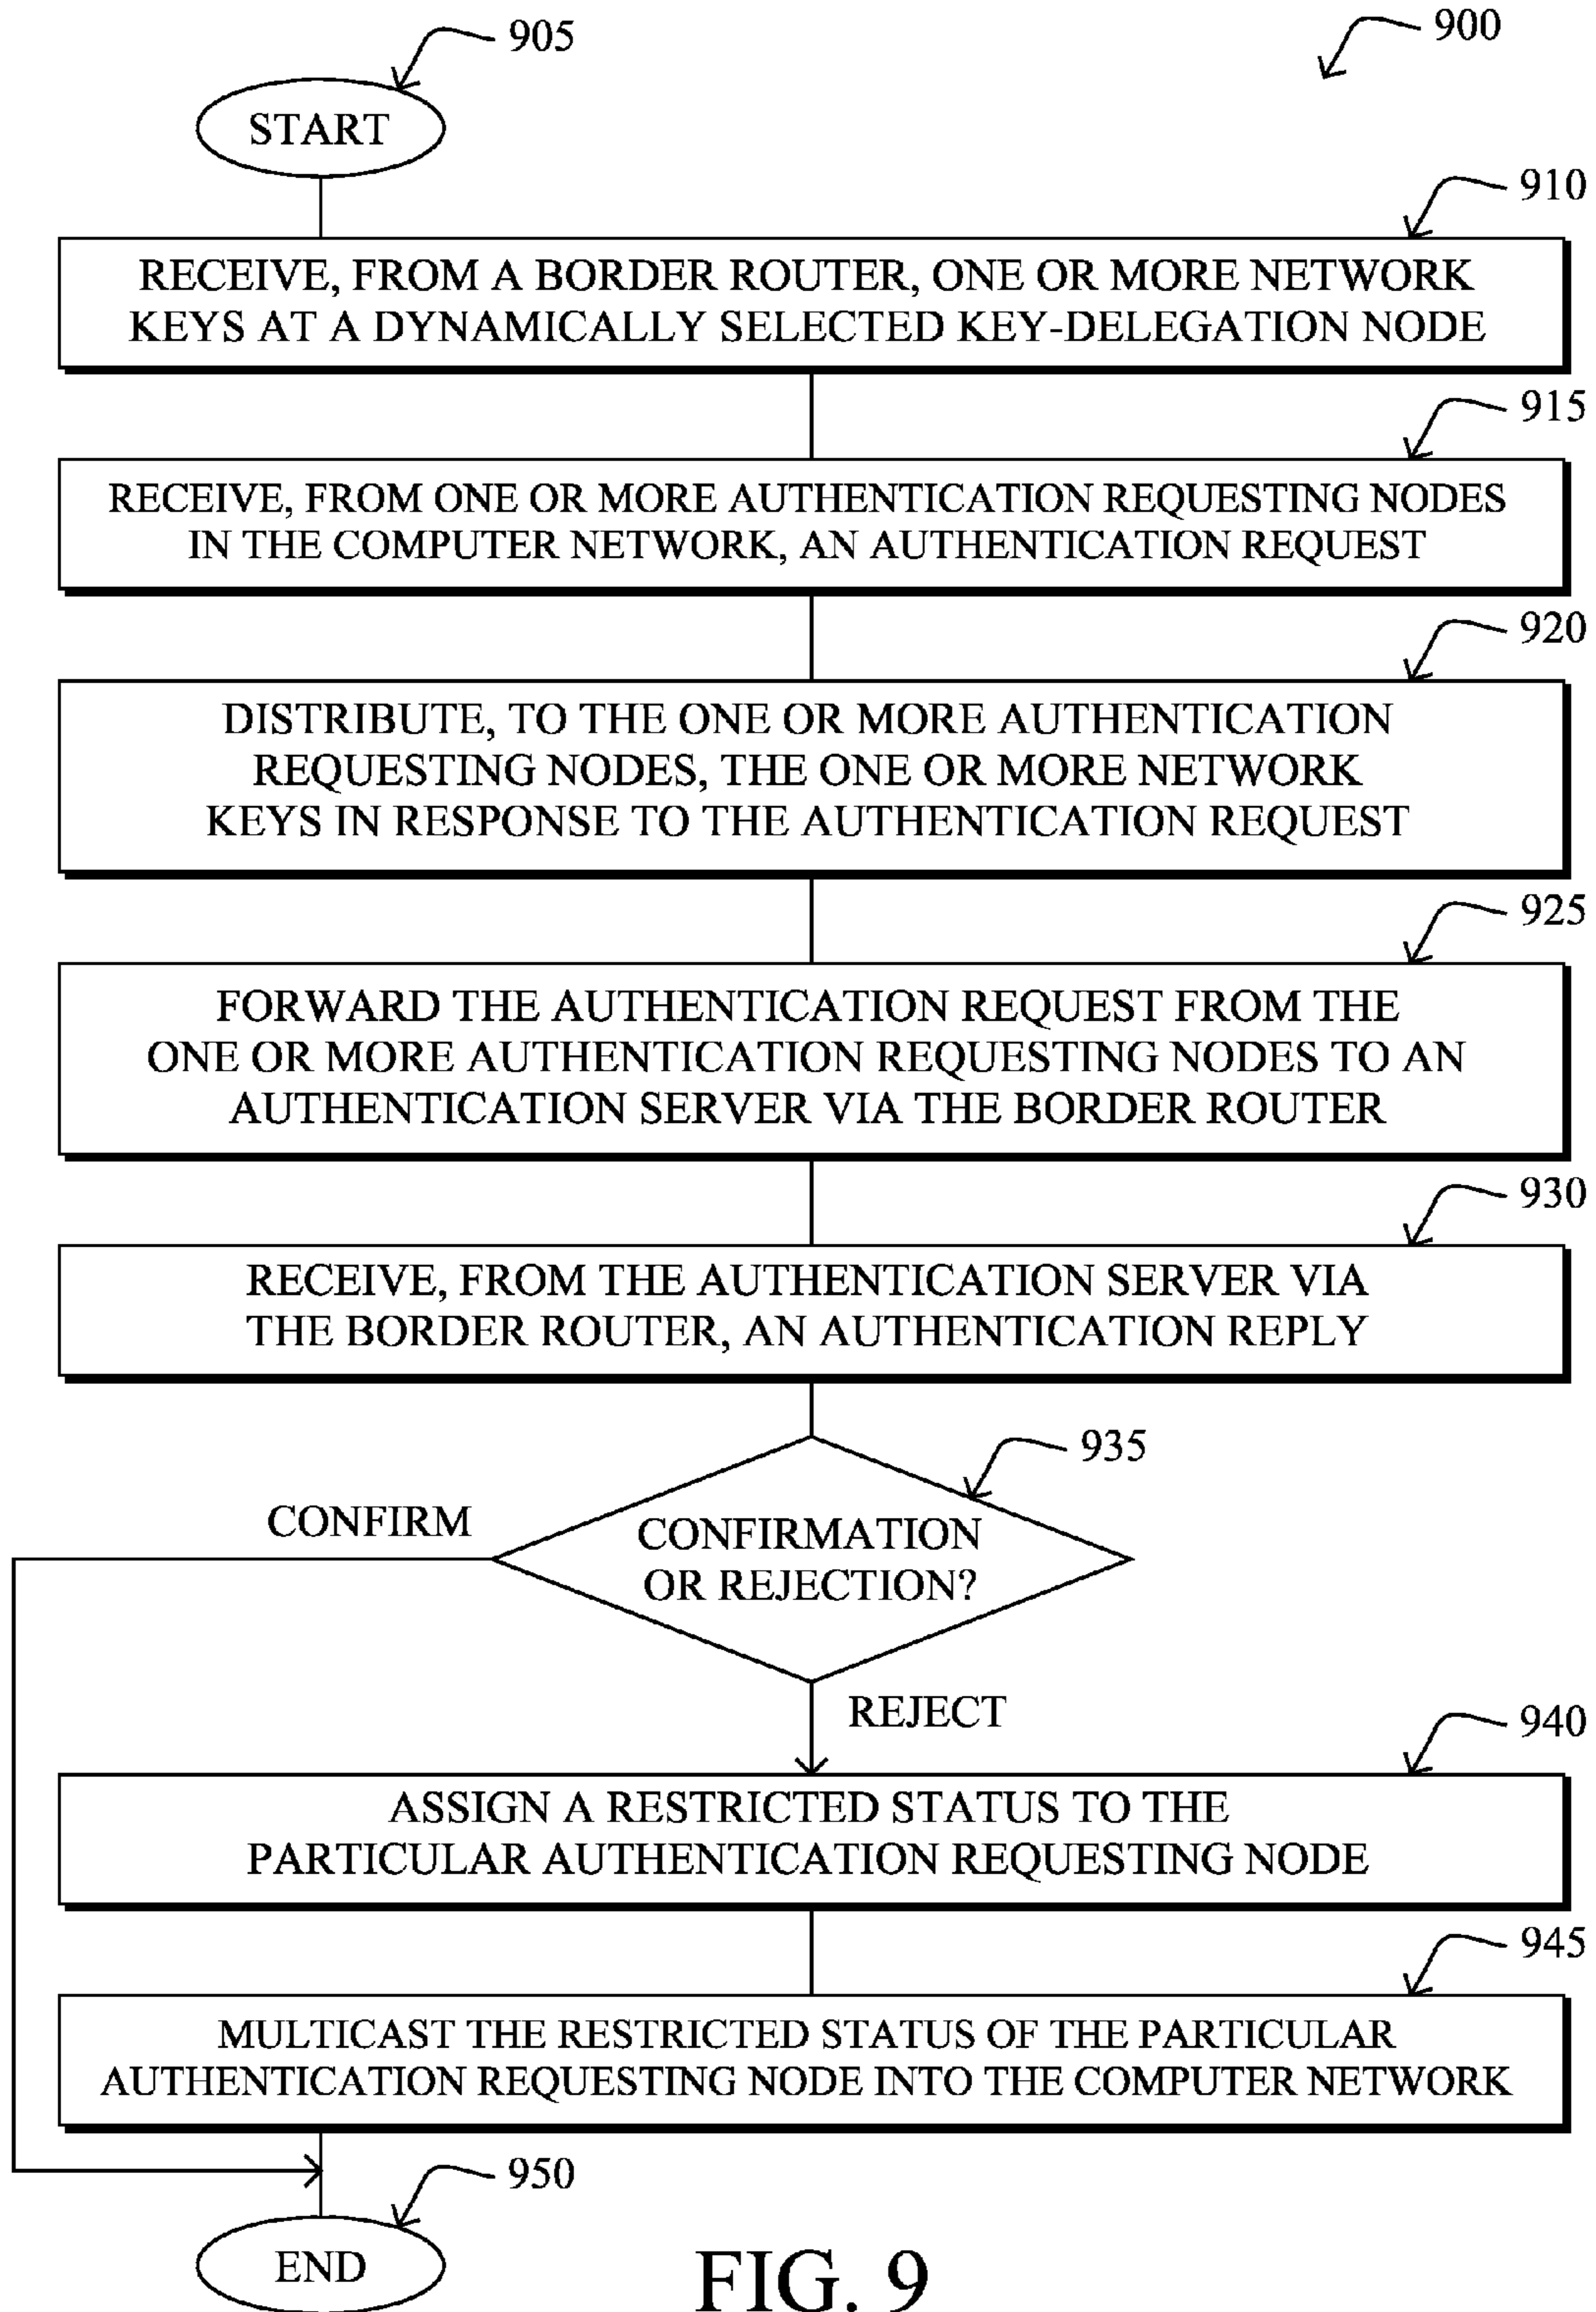 905
900
START
910
RECEIVE, FROM A BORDER ROUTER, ONE OR MORE NETWORK
KEYS AT A DYNAMICALLY SELECTED KEY-DELEGATION NODE
915
RECEIVE, FROM ONE OR MORE AUTHENTICATION REQUESTING NODES
IN THE COMPUTER NETWORK, AN AUTHENTICATION REQUEST
920
DISTRIBUTE, TO THE ONE OR MORE AUTHENTICATION
REQUESTING NODES, THE ONE OR MORE NETWORK
KEYS IN RESPONSE TO THE AUTHENTICATION REQUEST
925
FORWARD THE AUTHENTICATION REQUEST FROM THE
ONE OR MORE AUTHENTICATION REQUESTING NODES TO AN
AUTHENTICATION SERVER VIA THE BORDER ROUTER
930
RECEIVE, FROM THE AUTHENTICATION SERVER VIA
THE BORDER ROUTER, AN AUTHENTICATION REPLY
935
CONFIRM
CONFIRMATION
OR REJECTION?
REJECT
940
ASSIGN A RESTRICTED STATUS TO THE
PARTICULAR AUTHENTICATION REQUESTING NODE
945
MULTICAST THE RESTRICTED STATUS OF THE PARTICULAR
AUTHENTICATION REQUESTING NODE INTO THE COMPUTER NETWORK
950
END
FIG. 9